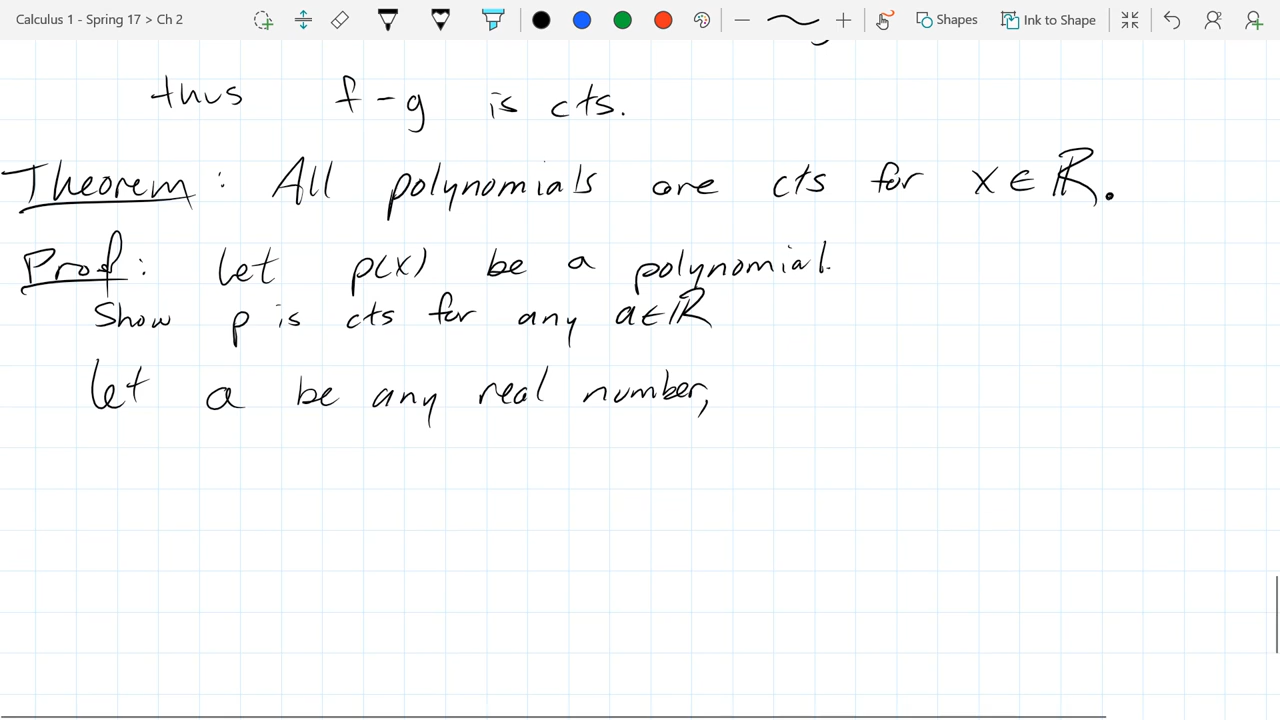 Calculus 1 - Spring 17 > Ch 2
Shapes
Ink to Shape
thus f - g is cts.
Theorem: All polynomials are cts for x ∈ ℝ.
Proof: Let p(x) be a polynomial.
Show p is cts for any a∈ℝ
Let a be any real number,